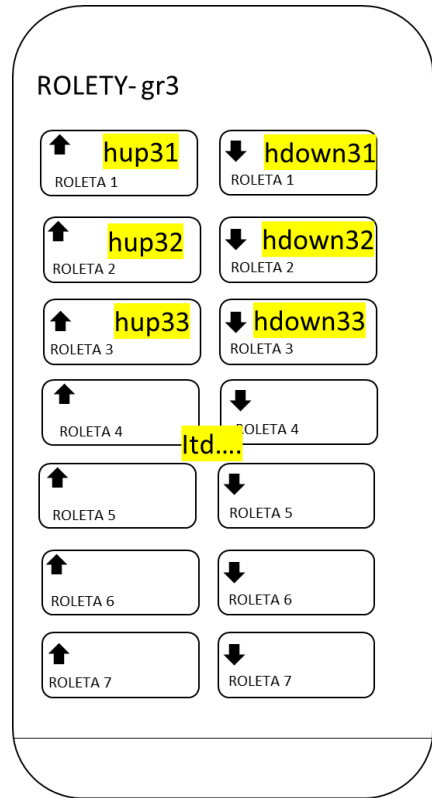 ROLETY- gr3
hup31 hdown31
ROLETA 1 ROLETA 1
hup32 hdown32
ROLETA 2 ROLETA 2
hup33 hdown33
ROLETA 3 ROLETA 3
ROLETA 4 ROLETA 4
Itd....
ROLETA 5 ROLETA 5
ROLETA 6 ROLETA 6
ROLETA 7 ROLETA 7